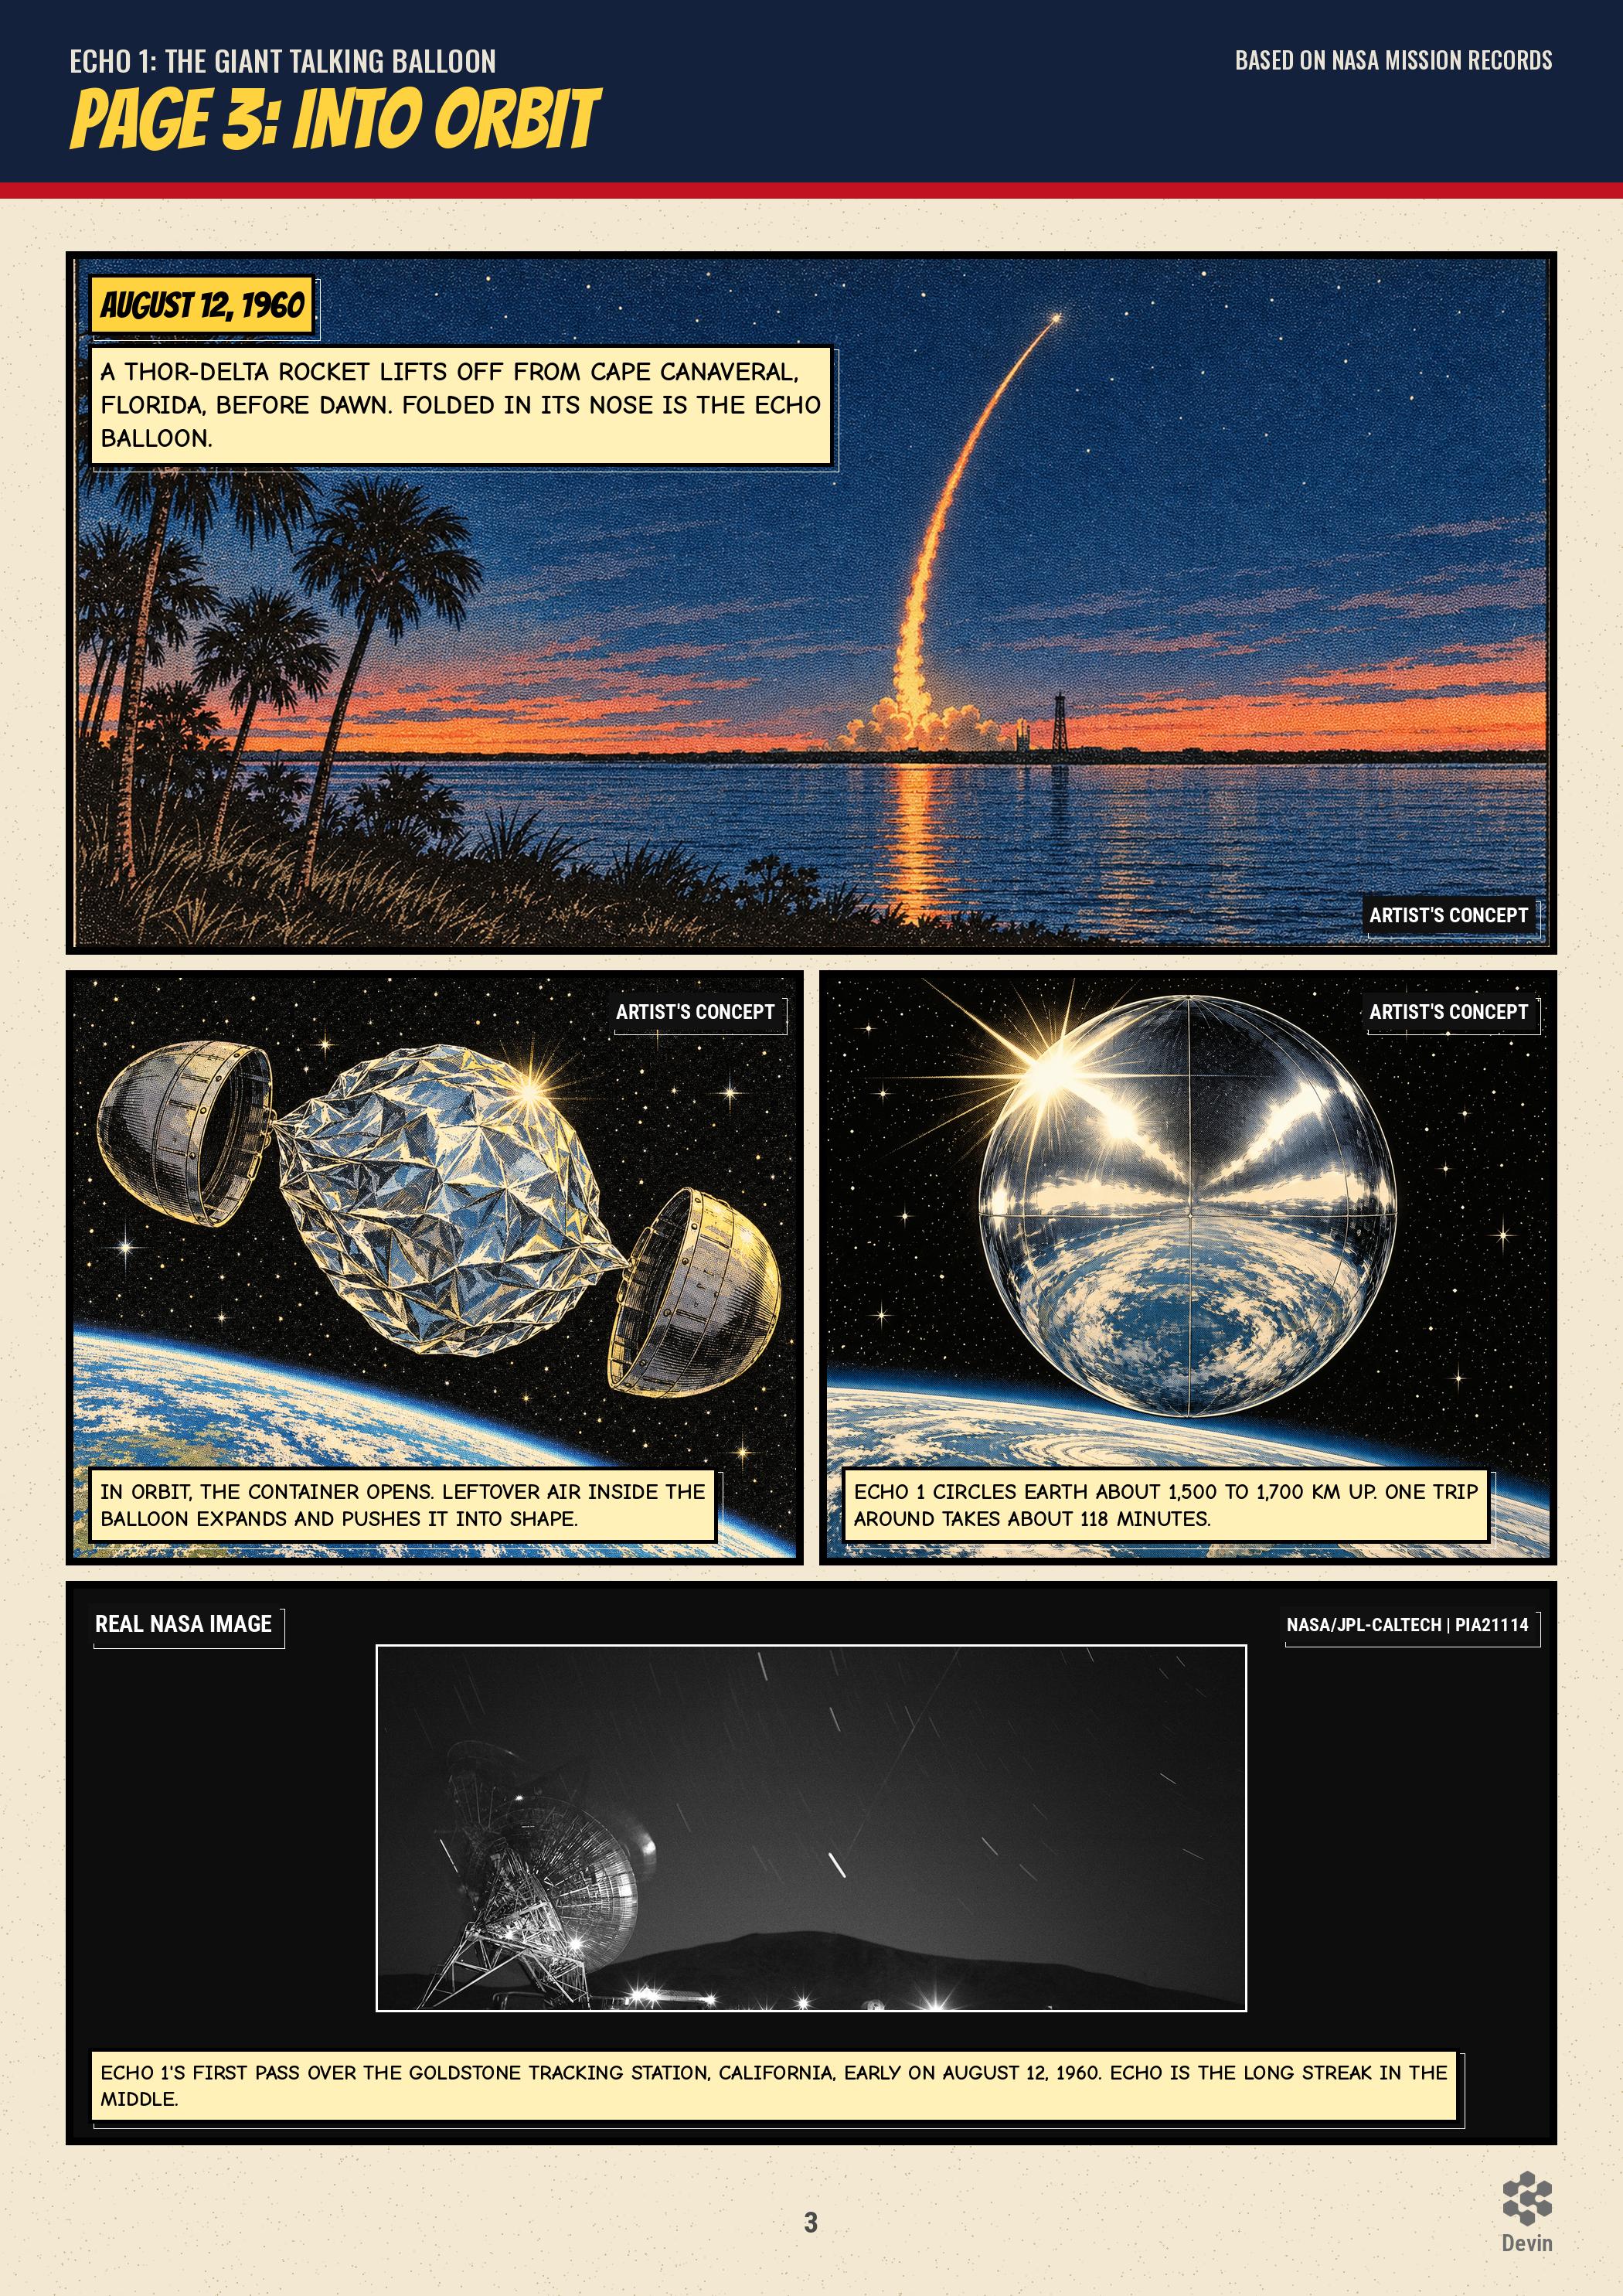 ECHO 1: THE GIANT TALKING BALLOON
BASED ON NASA MISSION RECORDS
PAGE 3: INTO ORBIT
AUGUST 12, 1960
A THOR-DELTA ROCKET LIFTS OFF FROM CAPE CANAVERAL,
FLORIDA, BEFORE DAWN. FOLDED IN ITS NOSE IS THE ECHO
BALLOON.
ARTIST'S CONCEPT
ARTIST'S CONCEPT
IN ORBIT, THE CONTAINER OPENS. LEFTOVER AIR INSIDE THE
BALLOON EXPANDS AND PUSHES IT INTO SHAPE.
ARTIST'S CONCEPT
ECHO 1 CIRCLES EARTH ABOUT 1,500 TO 1,700 KM UP. ONE TRIP
AROUND TAKES ABOUT 118 MINUTES.
REAL NASA IMAGE
NASA/JPL-CALTECH | PIA21114
ECHO 1'S FIRST PASS OVER THE GOLDSTONE TRACKING STATION, CALIFORNIA, EARLY ON AUGUST 12, 1960. ECHO IS THE LONG STREAK IN THE
MIDDLE.
3
Devin